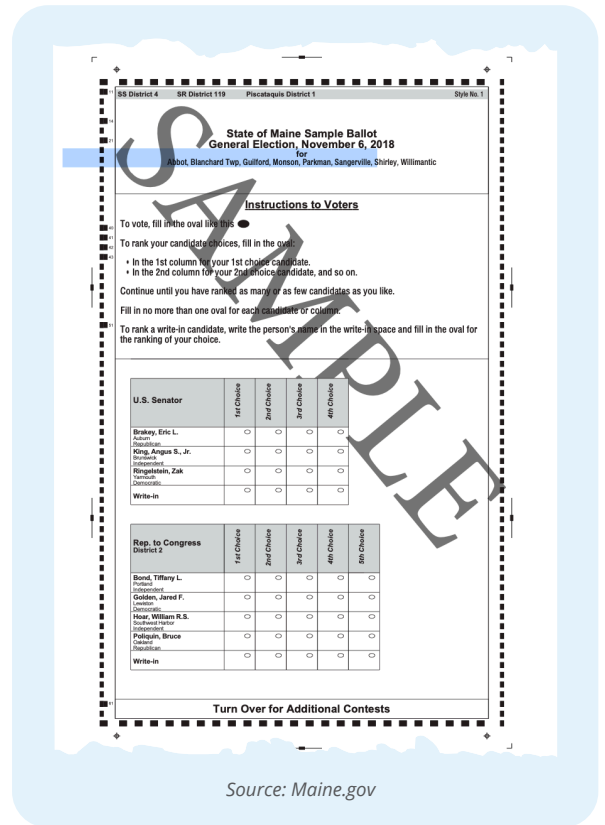 SS District 4 SR District 119 Piscataquis District 1 Style No. 1
State of Maine Sample Ballot
General Election, November 6, 2018
for
Abbot, Blanchard Twp, Guilford, Monson, Parkman, Sangerville, Shirley, Willimantic
Instructions to Voters
To vote, fill in the oval like this
To rank your candidate choices, fill in the oval:
• In the 1st column for your 1st choice candidate.
• In the 2nd column for your 2nd choice candidate, and so on.
Continue until you have ranked as many or as few candidates as you like.
Fill in no more than one oval for each candidate or column.
To rank a write-in candidate, write the person's name in the write-in space and fill in the oval for
the ranking of your choice.
SAMPLE
U.S. Senator 1st Choice 2nd Choice 3rd Choice 4th Choice
Brakey, Eric L.
Auburn
Republican
King, Angus S., Jr.
Brunswick
Independent
Ringelstein, Zak
Yarmouth
Democratic
Write-in
Rep. to Congress
District 2
1st Choice 2nd Choice 3rd Choice 4th Choice 5th Choice
Bond, Tiffany L.
Portland
Independent
Golden, Jared F.
Lewiston
Democratic
Hoar, William R.S.
Southwest Harbor
Independent
Poliquin, Bruce
Oakland
Republican
Write-in
Turn Over for Additional Contests
Source: Maine.gov